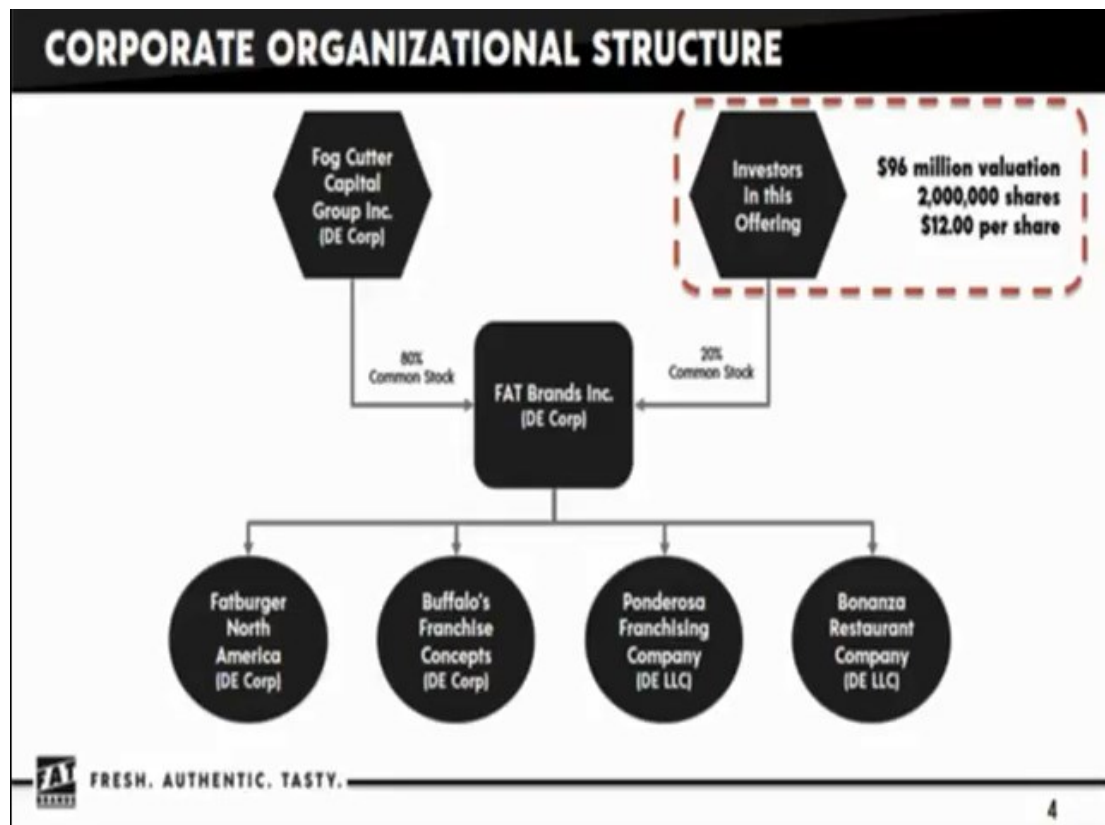 CORPORATE ORGANIZATIONAL STRUCTURE
Fog Cutter
Capital
Group Inc.
(DE Corp)
Investors
In this
Offering
$96 million valuation
2,000,000 shares
$12.00 per share
80%
Common Stock
20%
Common Stock
FAT Brands Inc.
(DE Corp)
Fatburger
North
America
(DE Corp)
Buffalo's
Franchise
Concepts
(DE Corp)
Ponderosa
Franchising
Company
(DE LLC)
Bonanza
Restaurant
Company
(DE LLC)
FAT
BRANDS
FRESH. AUTHENTIC. TASTY.
4